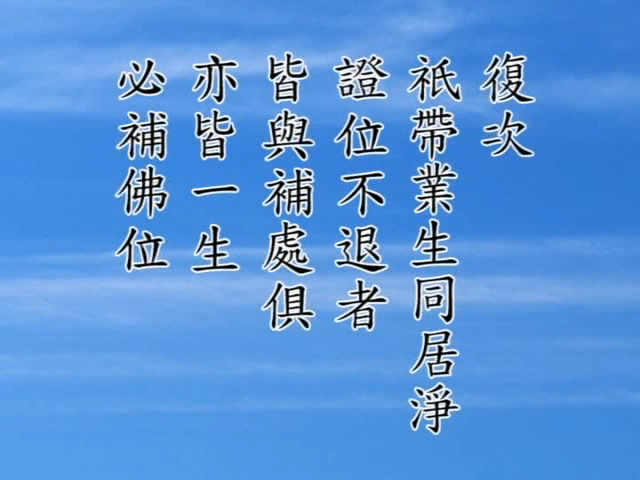 復次
祇帶業生同居淨
證位不退者
皆與補處俱
亦皆一生
必補佛位